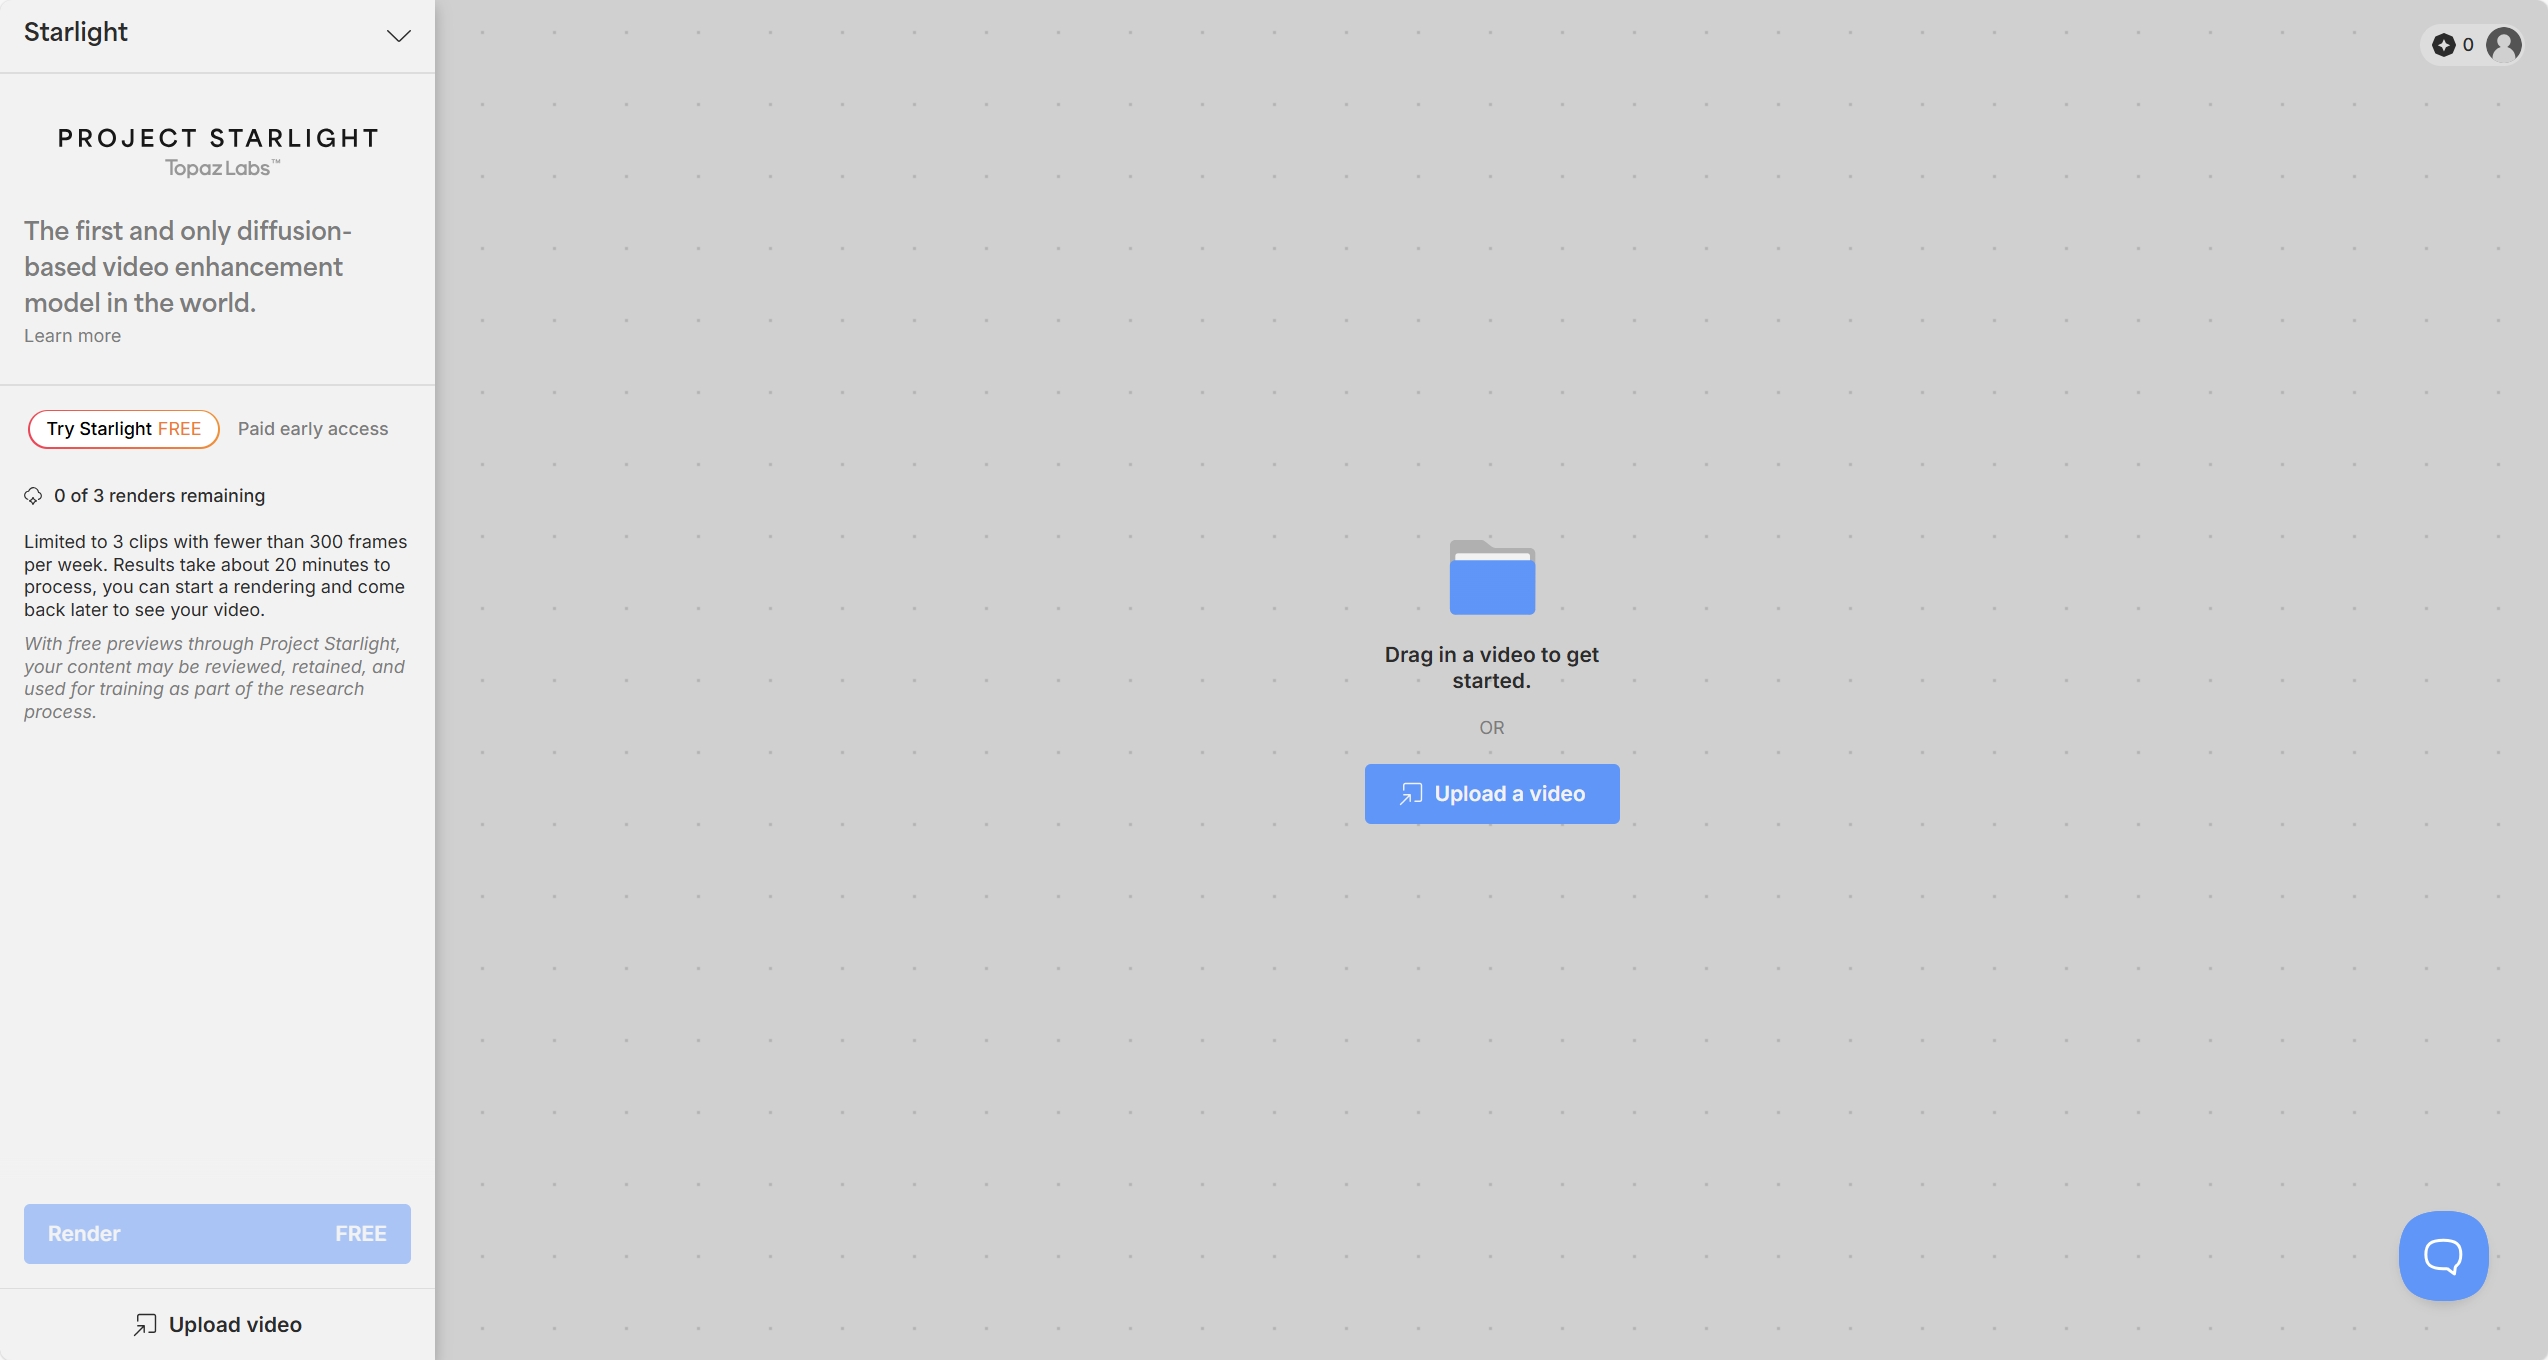 Starlight
0
PROJECT STARLIGHT
Topaz Labs™
The first and only diffusion-
based video enhancement
model in the world.
Learn more
Try Starlight FREE
Paid early access
0 of 3 renders remaining
Limited to 3 clips with fewer than 300 frames
per week. Results take about 20 minutes to
process, you can start a rendering and come
back later to see your video.
With free previews through Project Starlight,
your content may be reviewed, retained, and
used for training as part of the research
process.
Drag in a video to get
started.
OR
Upload a video
Render FREE
Upload video